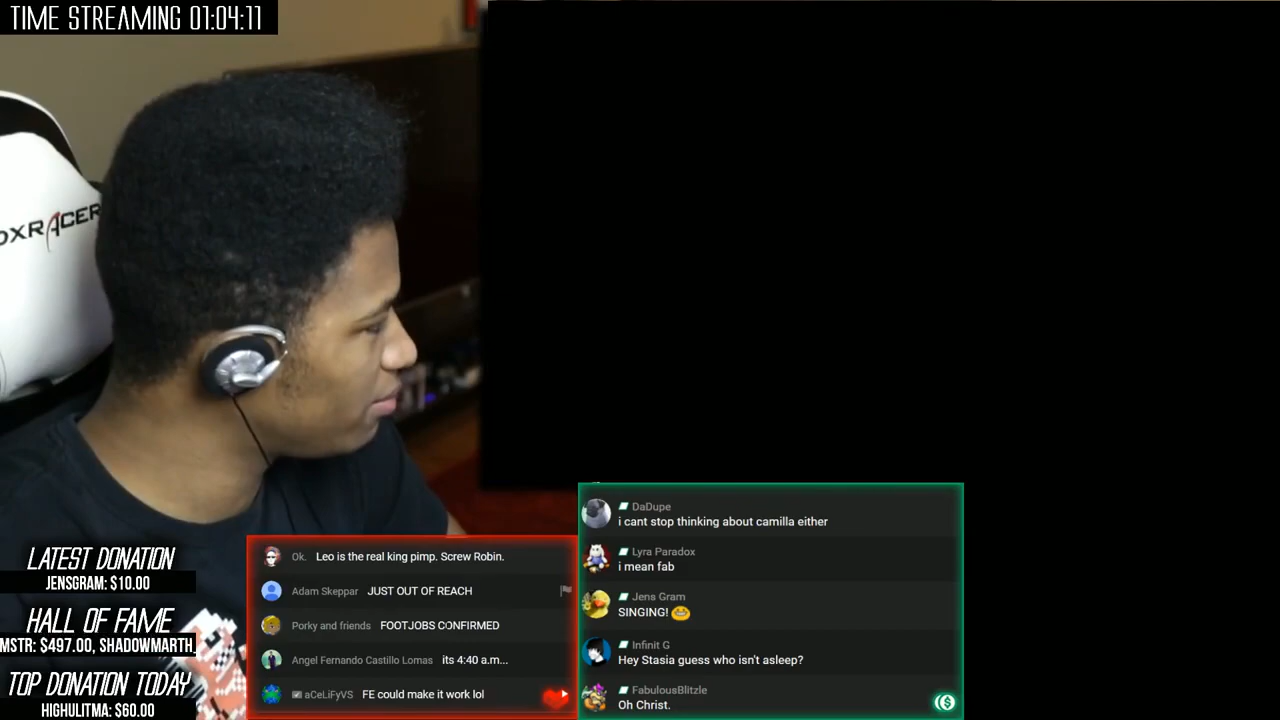 TIME STREAMING 01:04:11
DXRACER
LATEST DONATION
JENSGRAM: $10.00
HALL OF FAME
MSTR: $497.00, SHADOWMARTH
TOP DONATION TODAY
HIGHULITMA: $60.00
Ok. Leo is the real king pimp. Screw Robin.
Adam Skeppar JUST OUT OF REACH
Porky and friends FOOTJOBS CONFIRMED
Angel Fernando Castillo Lomas its 4:40 a.m...
aCeLiFyVS FE could make it work lol
DaDupe
i cant stop thinking about camilla either
Lyra Paradox
i mean fab
Jens Gram
SINGING!
Infinit G
Hey Stasia guess who isn't asleep?
FabulousBlitzle
Oh Christ.